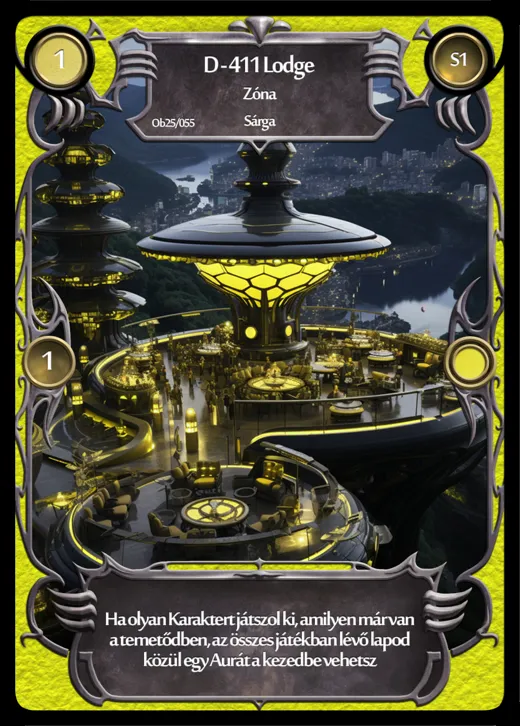 1
D-411 Lodge
S1
Zóna
Ob25/055
Sárga
1
Ha olyan Karaktert játszol ki, amilyen már van
a temetődben, az összes játékban lévő lapod
közül egy Aurát a kezedbe vehetsz